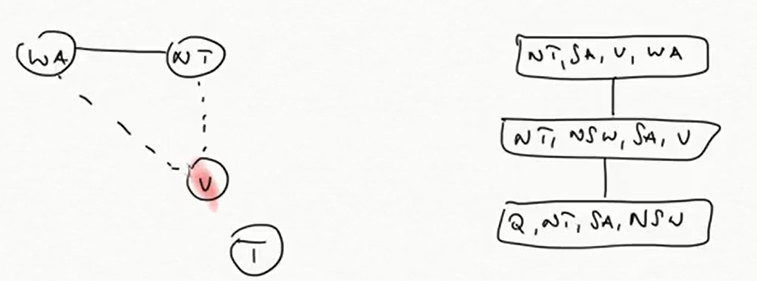 WA NT
NT, SA, V, WA
NT, NSW, SA, V
V
Q, NT, SA, NSW
T